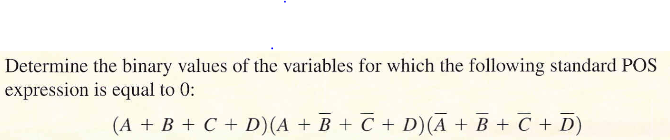 Determine the binary values of the variables for which the following standard POS
expression is equal to 0:
(A + B + C + D)(A + B̅ + C̅ + D)(A̅ + B̅ + C̅ + D̅)